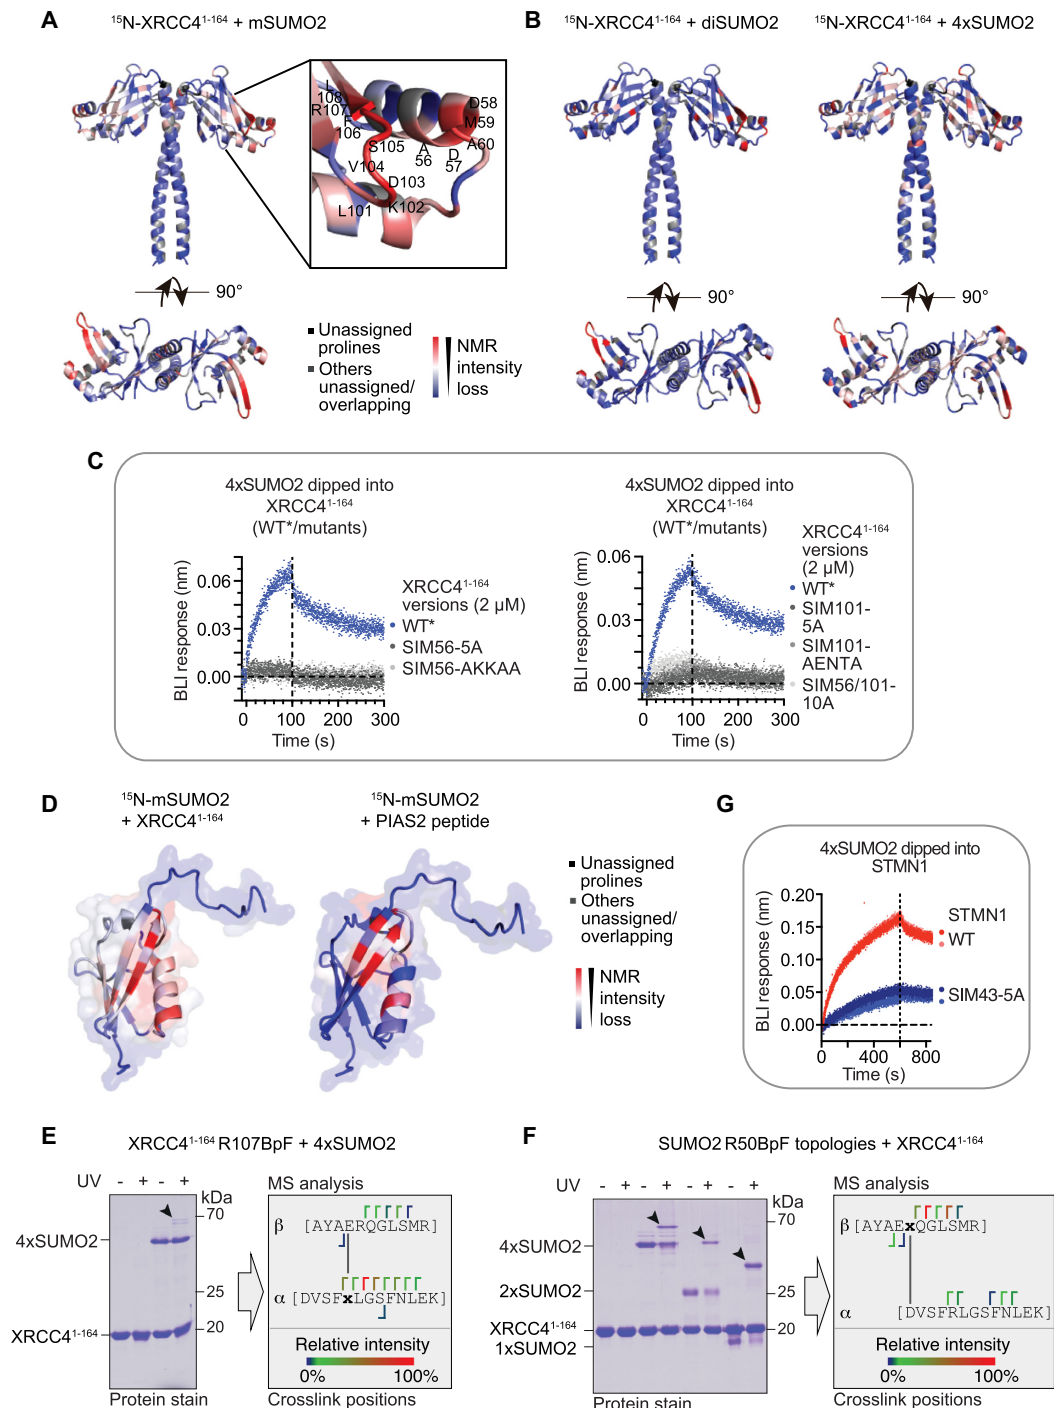 A
¹⁵N-XRCC4¹⁻¹⁶⁴ + mSUMO2
I
108
R107
F
106
S105
V104
L101
D103
K102
A
56
D
57
D58
M59
A60
90°
Unassigned
prolines
Others
unassigned/
overlapping
NMR
intensity
loss
B
¹⁵N-XRCC4¹⁻¹⁶⁴ + diSUMO2
¹⁵N-XRCC4¹⁻¹⁶⁴ + 4xSUMO2
90°
90°
C
4xSUMO2 dipped into
XRCC4¹⁻¹⁶⁴
(WT*/mutants)
BLI response (nm)
0.06
0.03
0.00
0
100
200
300
Time (s)
XRCC4¹⁻¹⁶⁴
versions (2 µM)
WT*
SIM56-5A
SIM56-AKKAA
4xSUMO2 dipped into
XRCC4¹⁻¹⁶⁴
(WT*/mutants)
BLI response (nm)
0.06
0.03
0.00
0
100
200
300
Time (s)
XRCC4¹⁻¹⁶⁴
versions
(2 µM)
WT*
SIM101-
5A
SIM101-
AENTA
SIM56/101-
10A
D
¹⁵N-mSUMO2
+ XRCC4¹⁻¹⁶⁴
¹⁵N-mSUMO2
+ PIAS2 peptide
Unassigned
prolines
Others
unassigned/
overlapping
NMR
intensity
loss
G
4xSUMO2 dipped into
STMN1
BLI response (nm)
0.20
0.15
0.10
0.05
0.00
0
400
800
Time (s)
STMN1
WT
SIM43-5A
E
XRCC4¹⁻¹⁶⁴ R107BpF + 4xSUMO2
UV - + - +
kDa
70
4xSUMO2
25
XRCC4¹⁻¹⁶⁴
20
Protein stain
MS analysis
β [AYAERQGLSMR]
α [DVSFxLGSFNLEK]
Relative intensity
0% 100%
Crosslink positions
F
SUMO2 R50BpF topologies + XRCC4¹⁻¹⁶⁴
UV - + - + - + - +
kDa
70
4xSUMO2
2xSUMO2
25
XRCC4¹⁻¹⁶⁴
20
1xSUMO2
Protein stain
MS analysis
β [AYAExQGLSMR]
α [DVSFRLGSFNLEK]
Relative intensity
0% 100%
Crosslink positions